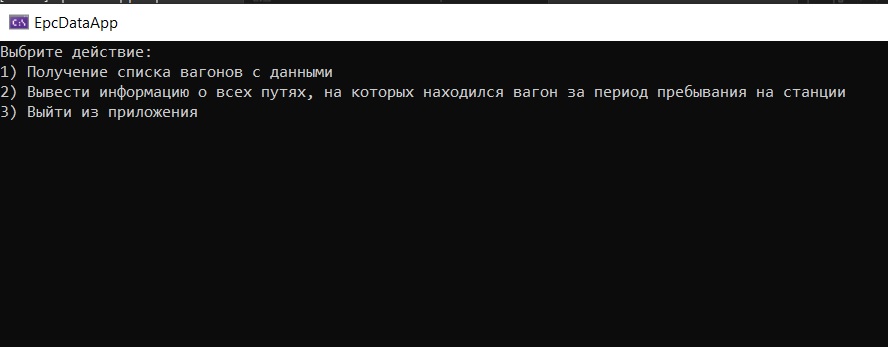 EpcDataApp
Выбрите действие:
1) Получение списка вагонов с данными
2) Вывести информацию о всех путях, на которых находился вагон за период пребывания на станции
3) Выйти из приложения